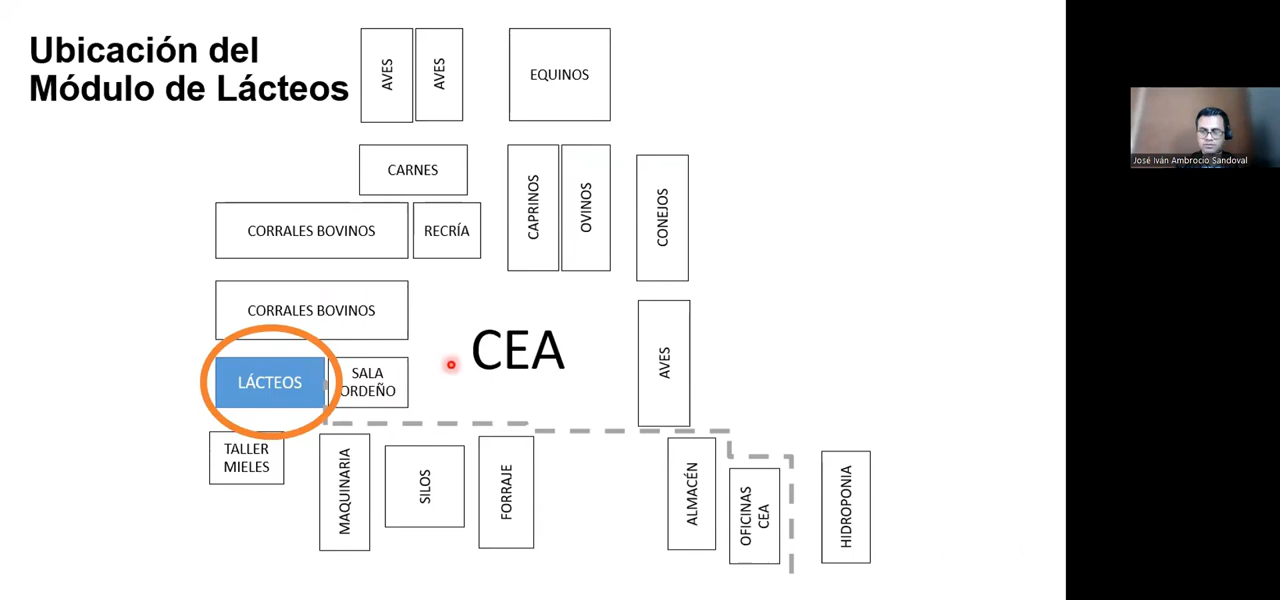 Ubicación del
Módulo de Lácteos
AVES
AVES
EQUINOS
CARNES
CAPRINOS
OVINOS
CONEJOS
CORRALES BOVINOS
RECRÍA
CORRALES BOVINOS
CEA
AVES
LÁCTEOS
SALA
ORDEÑO
TALLER
MIELES
MAQUINARIA
SILOS
FORRAJE
ALMACÉN
OFICINAS
CEA
HIDROPONIA
José Iván Ambrocio Sandoval